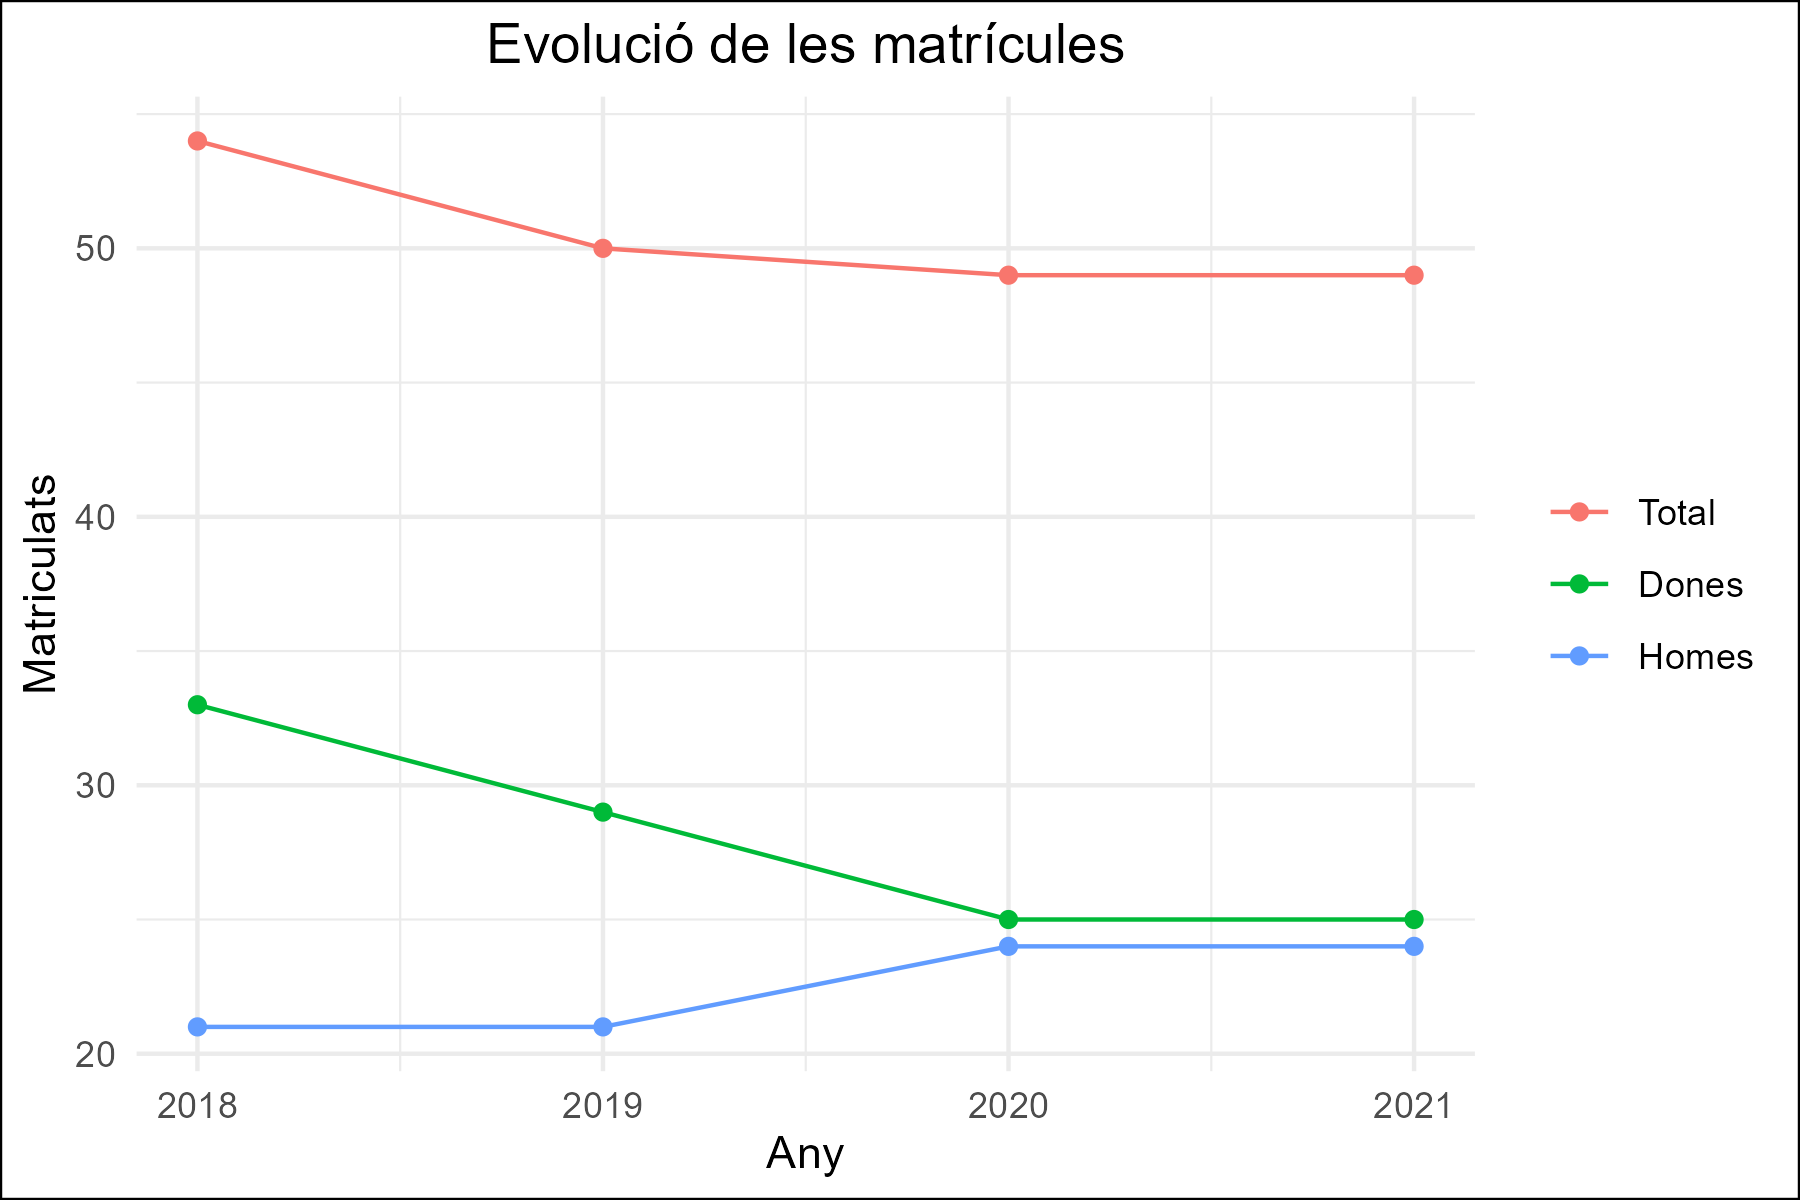 Evolució de les matrícules
Matriculats
50
40
30
20
2018 2019 2020 2021
Any
Total
Dones
Homes